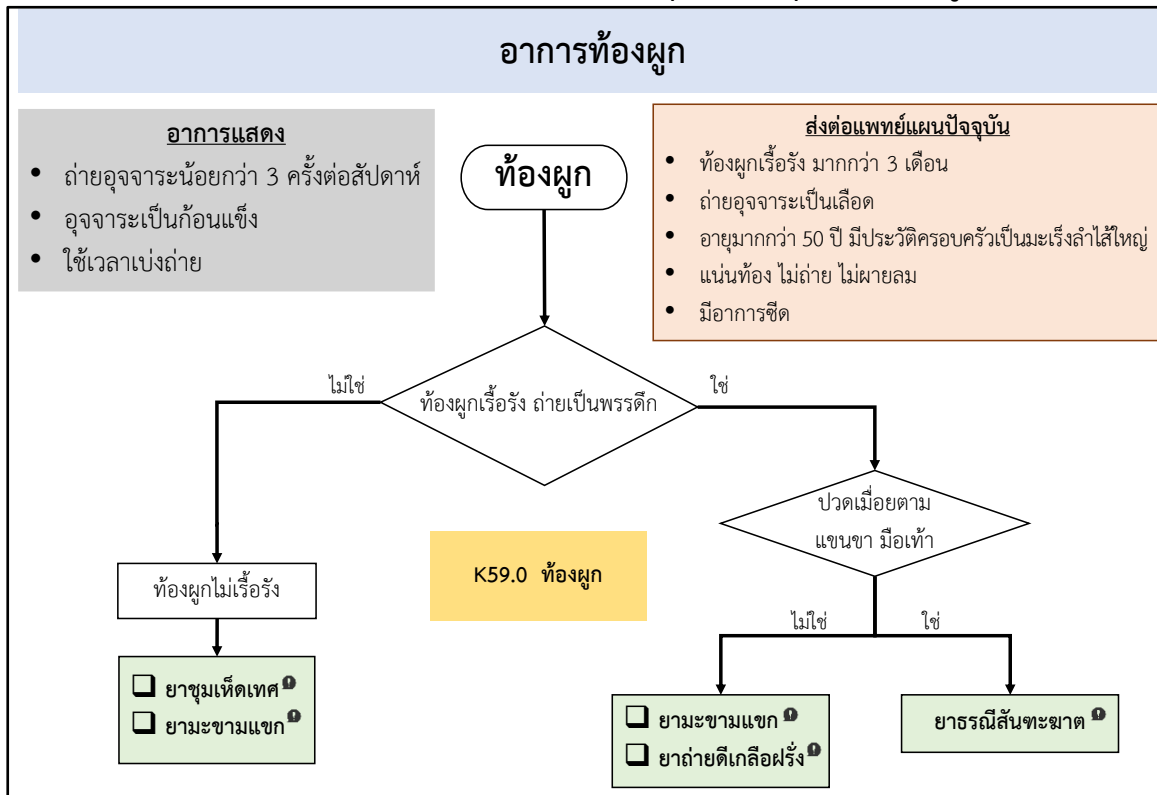 อาการท้องผูก
อาการแสดง
• ถ่ายอุจจาระน้อยกว่า 3 ครั้งต่อสัปดาห์
• อุจจาระเป็นก้อนแข็ง
• ใช้เวลาเบ่งถ่าย
ท้องผูก
ส่งต่อแพทย์แผนปัจจุบัน
• ท้องผูกเรื้อรัง มากกว่า 3 เดือน
• ถ่ายอุจจาระเป็นเลือด
• อายุมากกว่า 50 ปี มีประวัติครอบครัวเป็นมะเร็งลำไส้ใหญ่
• แน่นท้อง ไม่ถ่าย ไม่ผายลม
• มีอาการซีด
ท้องผูกเรื้อรัง ถ่ายเป็นพรรดึก
ไม่ใช่
ใช่
ท้องผูกไม่เรื้อรัง
❑ ยาชุมเห็ดเทศ
❑ ยามะขามแขก
K59.0 ท้องผูก
ปวดเมื่อยตาม
แขนขา มือเท้า
ไม่ใช่
ใช่
❑ ยามะขามแขก
❑ ยาถ่ายดีเกลือฝรั่ง
ยาธรณีสันฑะฆาต